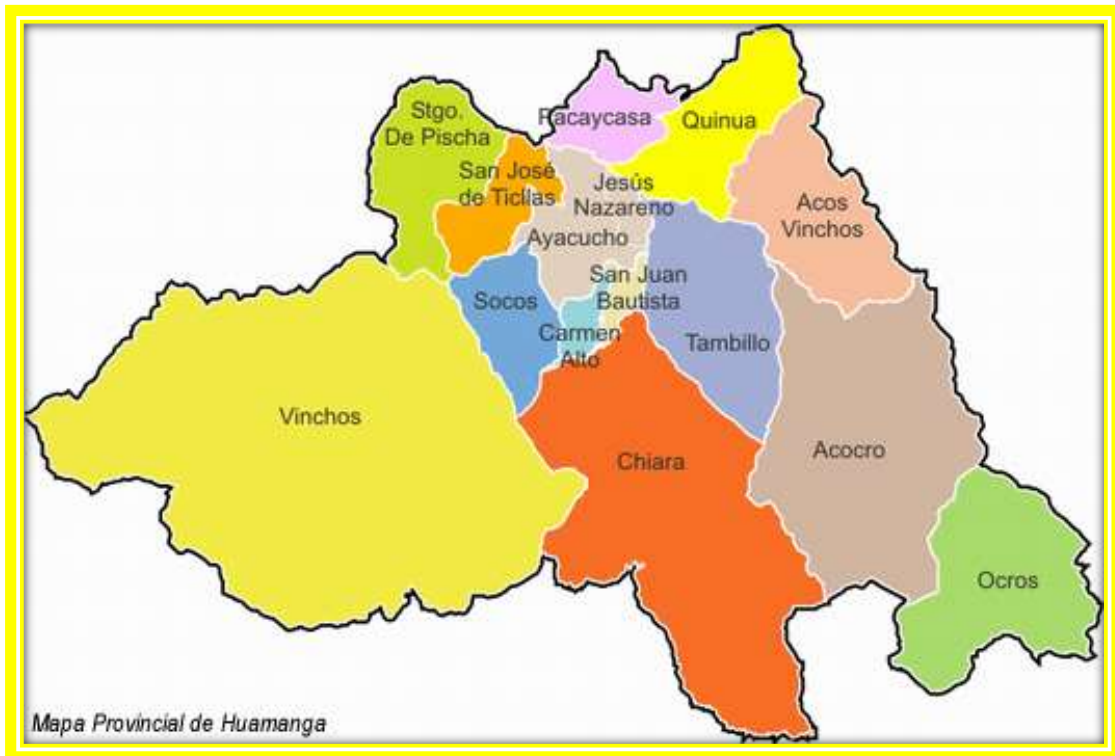 Stgo.
De Pischa
Pacaycasa
Quinua
San José
de Ticllas
Jesús
Nazareno
Acos
Vinchos
Ayacucho
San Juan
Bautista
Socos
Carmen
Alto
Tambillo
Vinchos
Chiara
Acocro
Ocros
Mapa Provincial de Huamanga